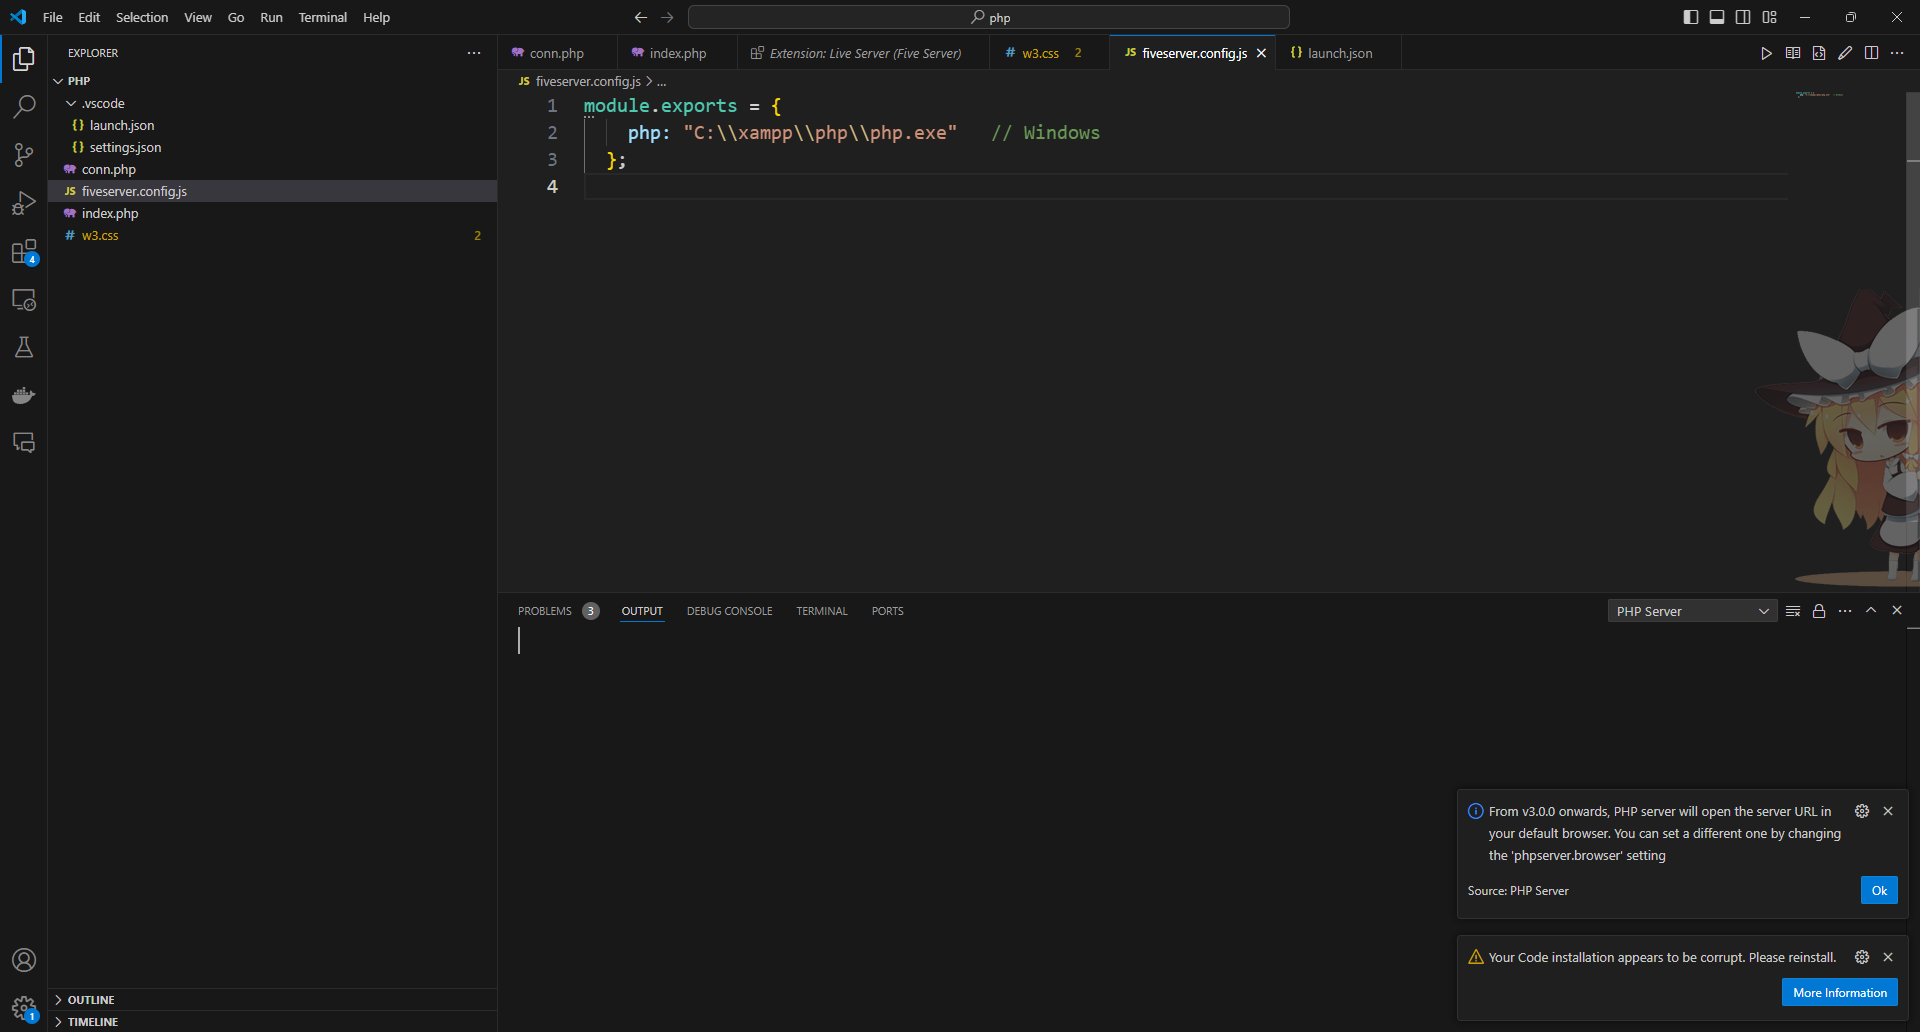 File Edit Selection View Go Run Terminal Help
php
EXPLORER
PHP
.vscode
{} launch.json
{} settings.json
conn.php
JS fiveserver.config.js
index.php
# w3.css 2
4
conn.php
index.php
Extension: Live Server (Five Server)
# w3.css 2
JS fiveserver.config.js
{} launch.json
JS fiveserver.config.js > ...
1 module.exports = {
2 php: "C:\\xampp\\php\\php.exe" // Windows
3 };
4
PROBLEMS 3 OUTPUT DEBUG CONSOLE TERMINAL PORTS
PHP Server
From v3.0.0 onwards, PHP server will open the server URL in
your default browser. You can set a different one by changing
the 'phpserver.browser' setting
Source: PHP Server
Ok
Your Code installation appears to be corrupt. Please reinstall.
More Information
1
OUTLINE
TIMELINE